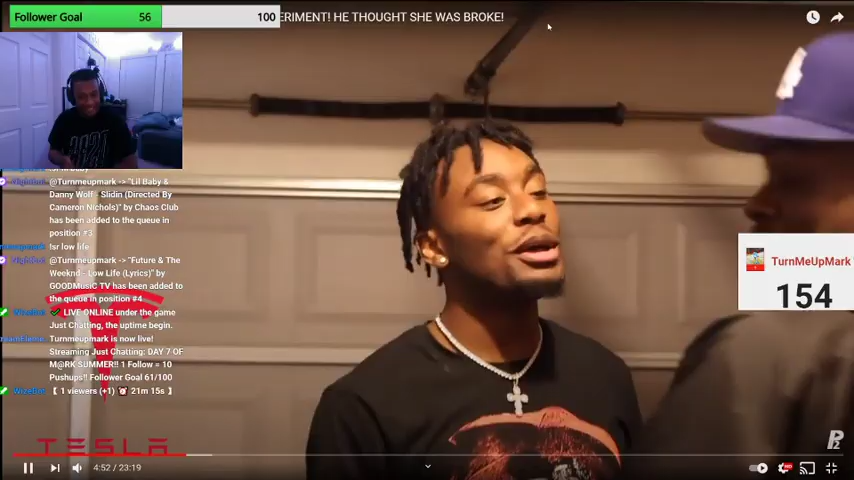 Follower Goal 56 100
ERIMENT! HE THOUGHT SHE WAS BROKE!
@Turnmeupmark -> "Lil Baby &
Danny Wolf - Slidin (Directed By
Cameron Nichols)" by Chaos Club
has been added to the queue in
position #3
!sr low life
@Turnmeupmark -> "Future & The
Weeknd - Low Life (Lyrics)" by
GOODMusiC TV has been added to
the queue in position #4
LIVE ONLINE under the game
Just Chatting, the uptime begin.
Turnmeupmark is now live!
Streaming Just Chatting: DAY 7 OF
M@RK SUMMER!! 1 Follow = 10
Pushups!! Follower Goal 61/100
【 1 viewers (+1) 21m 15s 】
TurnMeUpMark
154
TESLA
4:52 / 23:19
HD